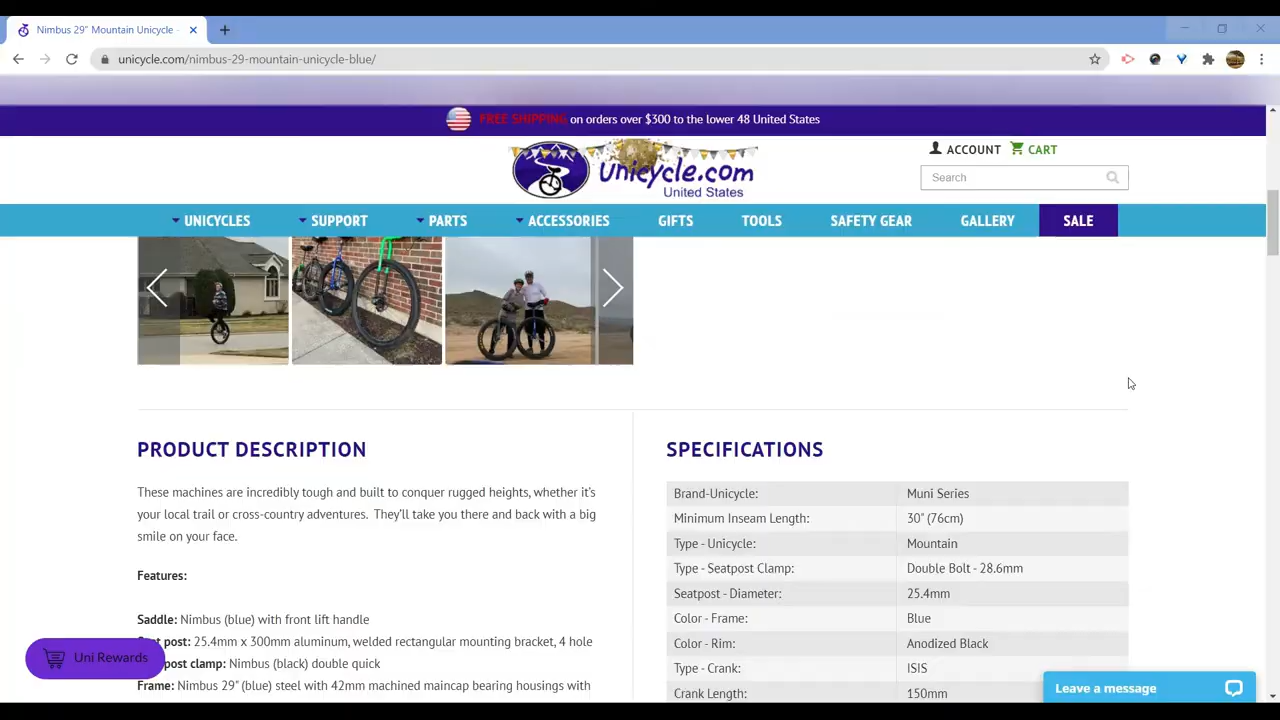 Nimbus 29" Mountain Unicycle -
unicycle.com/nimbus-29-mountain-unicycle-blue/
FREE SHIPPING on orders over $300 to the lower 48 United States
Unicycle.com
United States
ACCOUNT CART
Search
UNICYCLES SUPPORT PARTS ACCESSORIES GIFTS TOOLS SAFETY GEAR GALLERY SALE
PRODUCT DESCRIPTION
These machines are incredibly tough and built to conquer rugged heights, whether it's
your local trail or cross-country adventures. They'll take you there and back with a big
smile on your face.
Features:
Saddle: Nimbus (blue) with front lift handle
post: 25.4mm x 300mm aluminum, welded rectangular mounting bracket, 4 hole
post clamp: Nimbus (black) double quick
Frame: Nimbus 29" (blue) steel with 42mm machined maincap bearing housings with
Uni Rewards
SPECIFICATIONS
Brand-Unicycle: Muni Series
Minimum Inseam Length: 30" (76cm)
Type - Unicycle: Mountain
Type - Seatpost Clamp: Double Bolt - 28.6mm
Seatpost - Diameter: 25.4mm
Color - Frame: Blue
Color - Rim: Anodized Black
Type - Crank: ISIS
Crank Length: 150mm
Leave a message